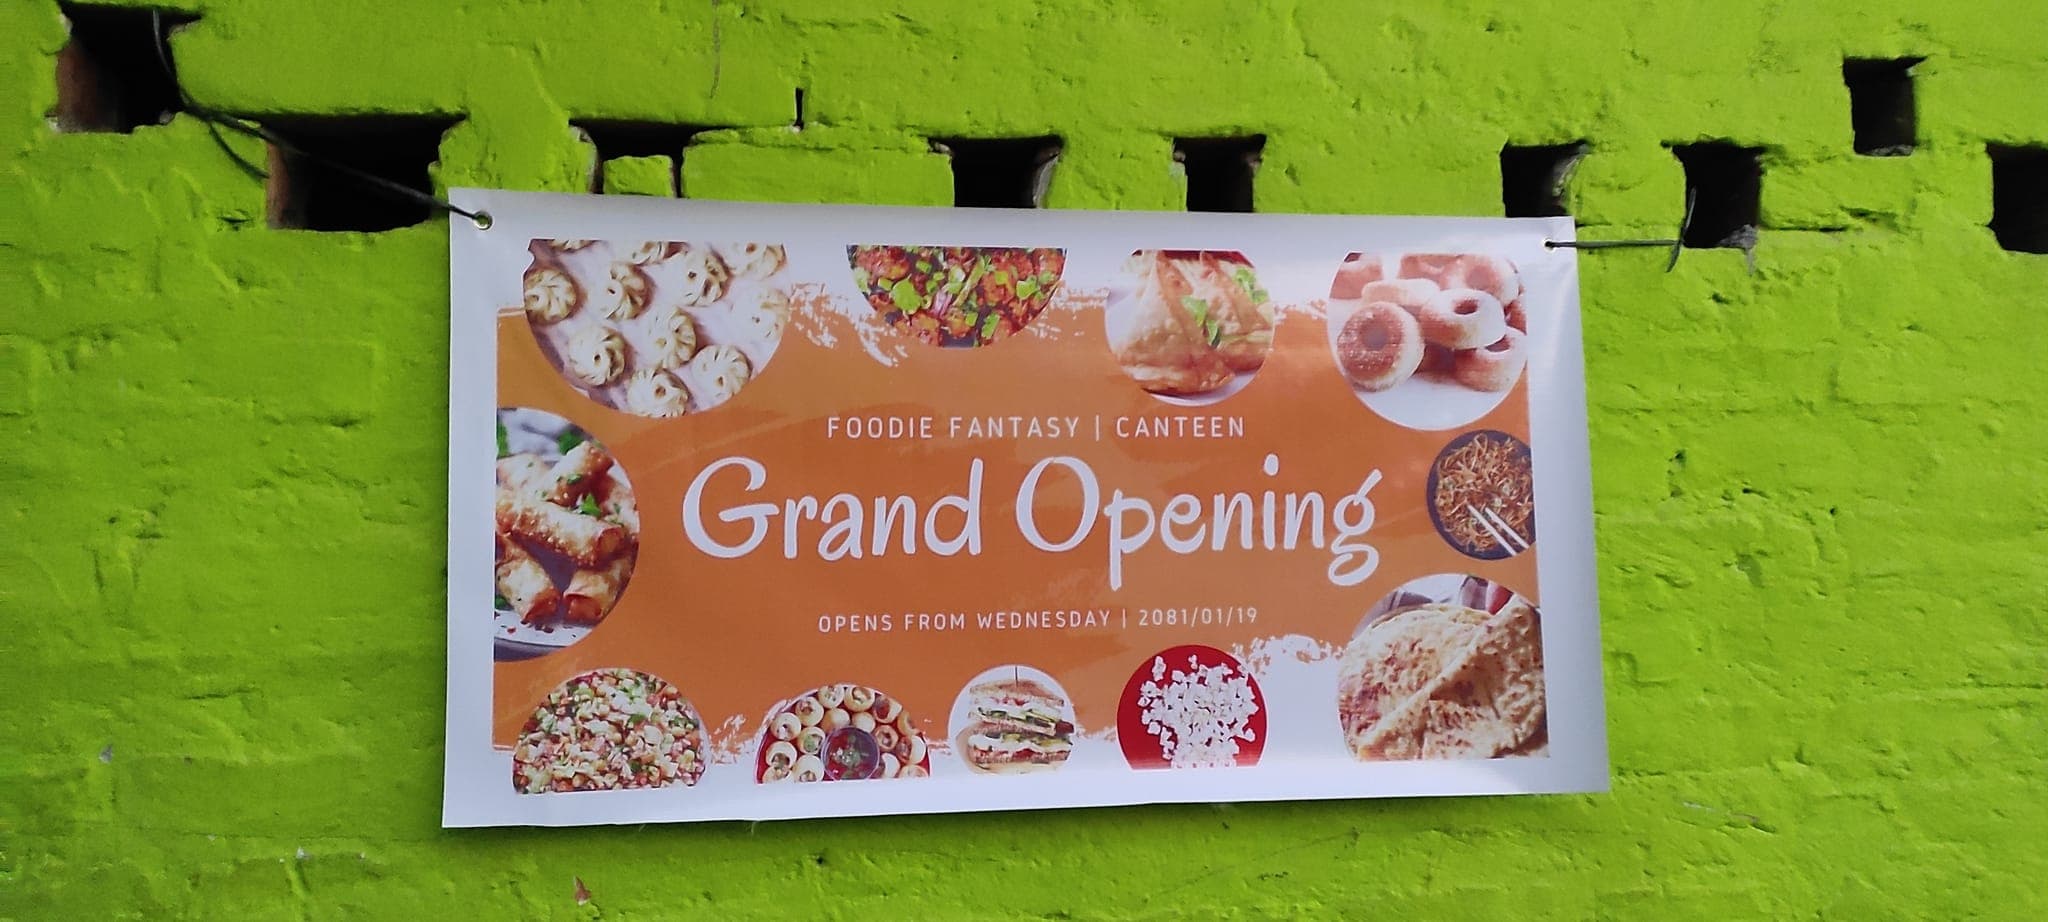 FOODIE FANTASY | CANTEEN
Grand Opening
OPENS FROM WEDNESDAY | 2081/01/19